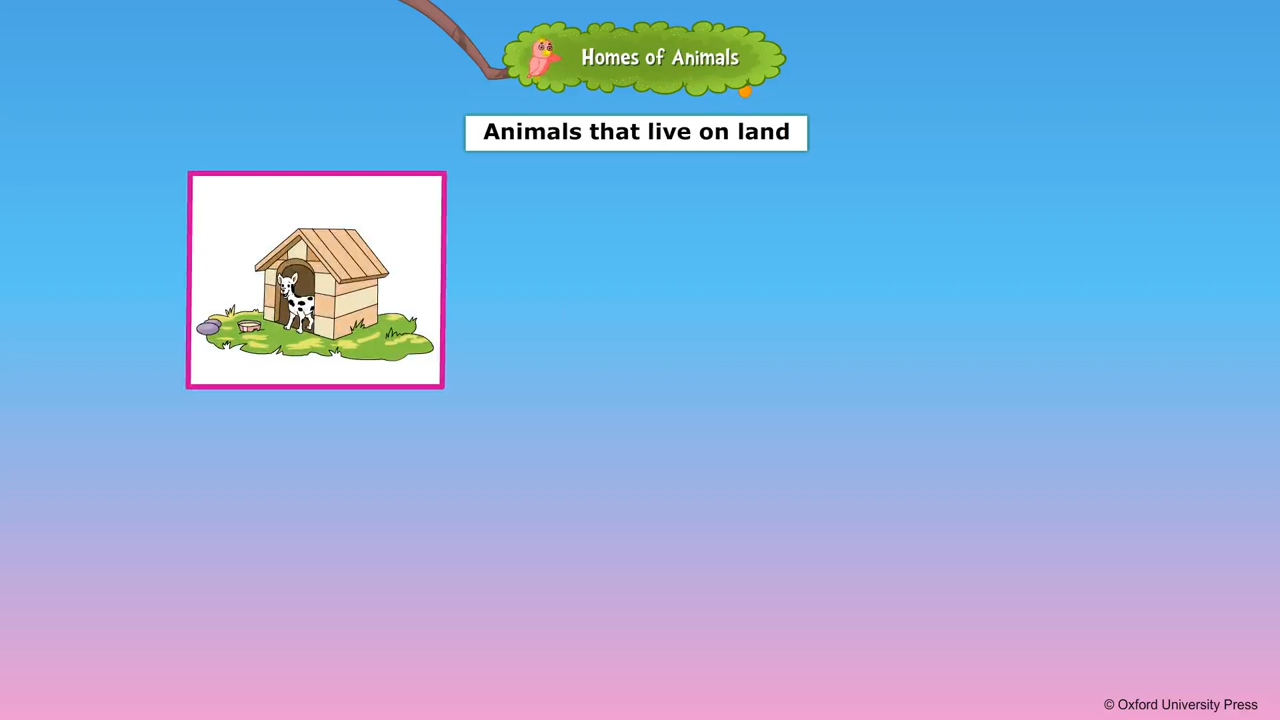 Homes of Animals
Animals that live on land
© Oxford University Press